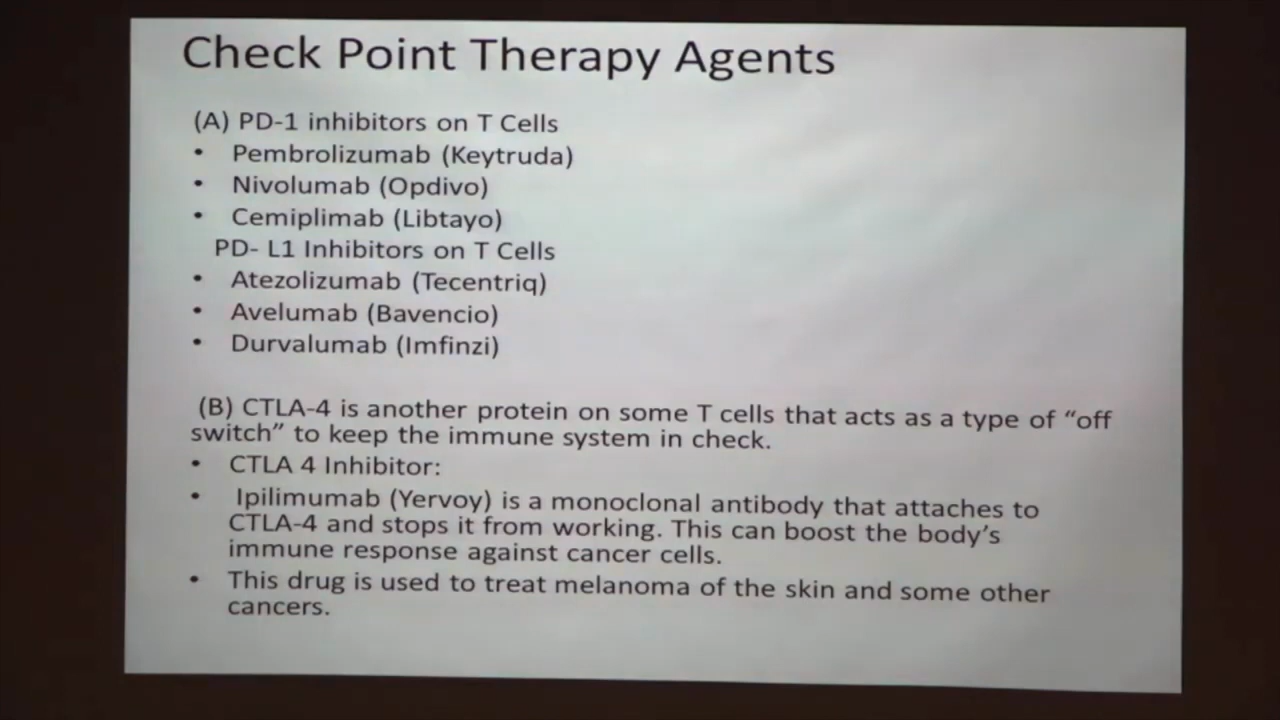 Check Point Therapy Agents
(A) PD-1 inhibitors on T Cells
• Pembrolizumab (Keytruda)
• Nivolumab (Opdivo)
• Cemiplimab (Libtayo)
PD- L1 Inhibitors on T Cells
• Atezolizumab (Tecentriq)
• Avelumab (Bavencio)
• Durvalumab (Imfinzi)
(B) CTLA-4 is another protein on some T cells that acts as a type of “off
switch” to keep the immune system in check.
• CTLA 4 Inhibitor:
• Ipilimumab (Yervoy) is a monoclonal antibody that attaches to
CTLA-4 and stops it from working. This can boost the body’s
immune response against cancer cells.
• This drug is used to treat melanoma of the skin and some other
cancers.